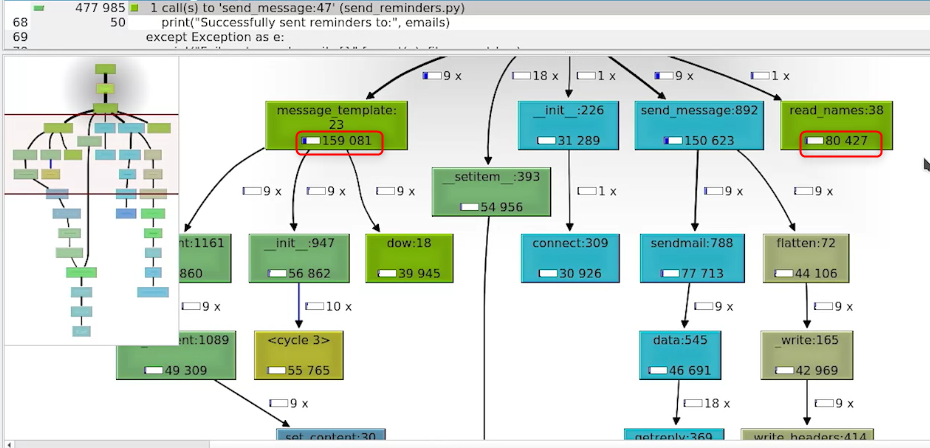 477 985 1 call(s) to 'send_message:47' (send_reminders.py)
68 50 print("Successfully sent reminders to:", emails)
69 except Exception as e:
9 x 18 x 1 x 9 x 1 x
message_template:
23
159 081
__init__:226
31 289
send_message:892
150 623
read_names:38
80 427
__setitem__:393
54 956
9 x 9 x 9 x 1 x 9 x 9 x
nt:1161
860
__init__:947
56 862
dow:18
39 945
connect:309
30 926
sendmail:788
77 713
flatten:72
44 106
9 x 10 x 9 x 9 x
ent:1089
49 309
<cycle 3>
55 765
data:545
46 691
_write:165
42 969
9 x 18 x 9 x
set_content:30
getreply:369
write_headers:414